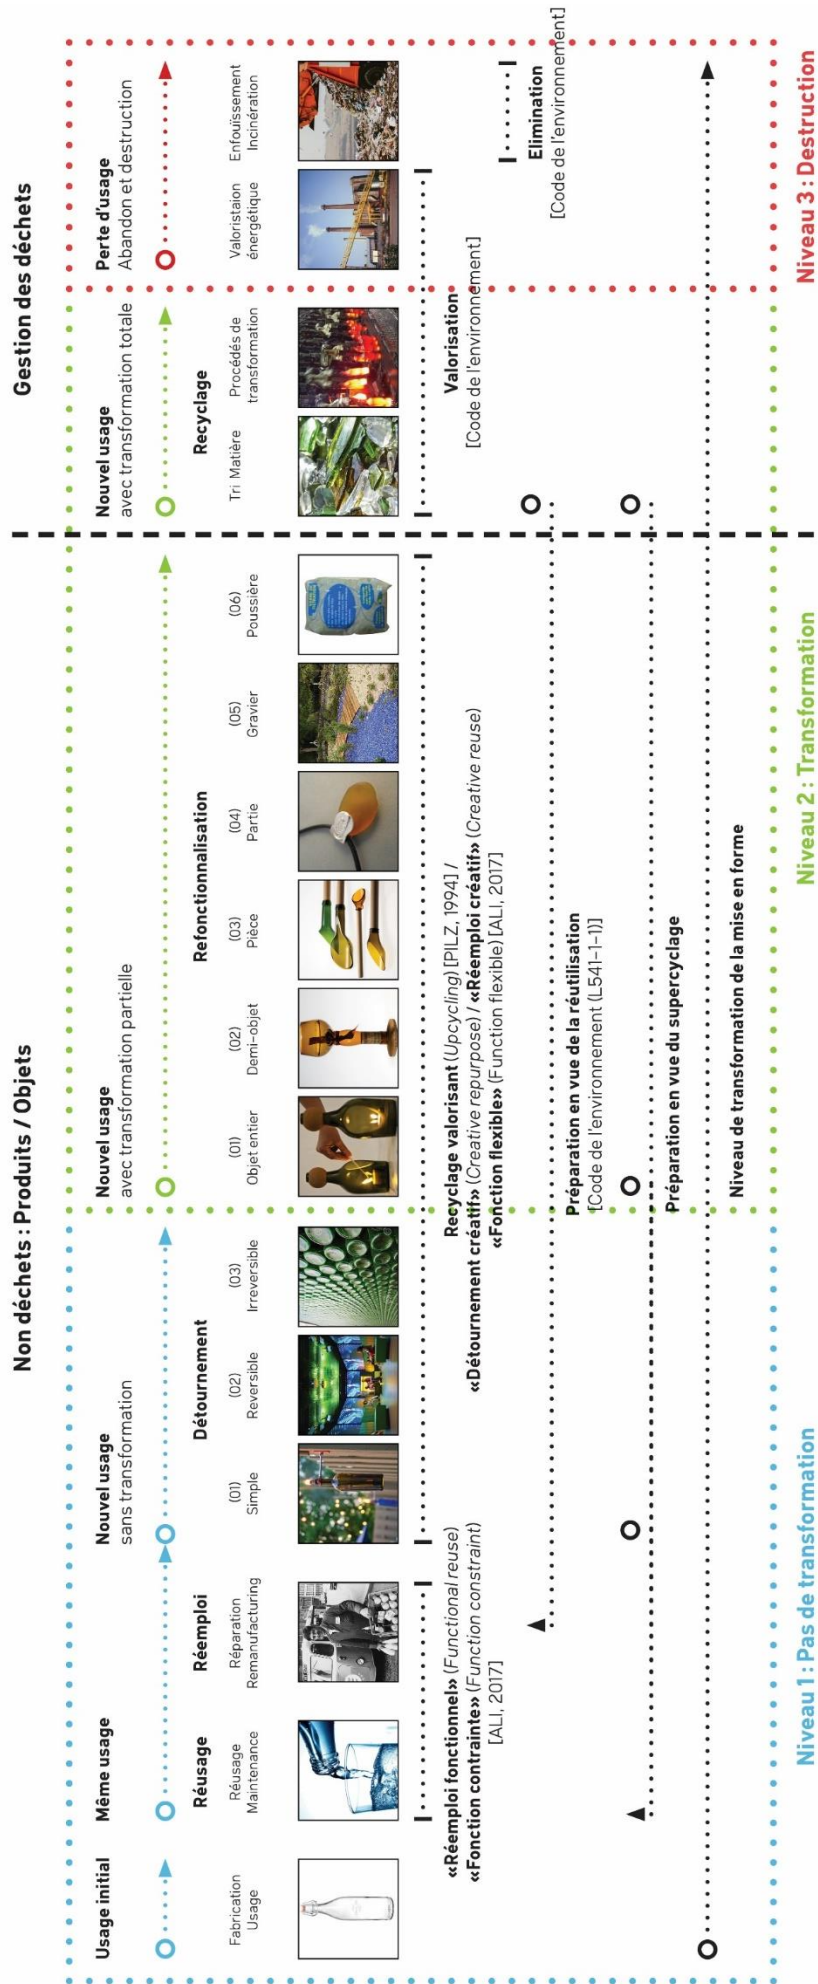 Non déchets : Produits / Objets
Gestion des déchets
Usage initial
Même usage
Nouvel usage
sans transformation
Nouvel usage
avec transformation partielle
Nouvel usage
avec transformation totale
Perte d'usage
Abandon et destruction
Réusage
Réemploi
Détournement
Refonctionnalisation
Recyclage
Fabrication
Usage
Réusage
Maintenance
Réparation
Remanufacturing
(01)
Simple
(02)
Reversible
(03)
Irreversible
(01)
Objet entier
(02)
Demi-objet
(03)
Pièce
(04)
Partie
(05)
Gravier
(06)
Poussière
Tri Matière
Procédés de
transformation
Valoristaion
énergétique
Enfouïssement
Incinération
«Réemploi fonctionnel» (Functional reuse)
«Fonction contrainte» (Function constraint)
[ALI, 2017]
Recyclage valorisant (Upcycling) [PILZ, 1994] /
«Détournement créatif» (Creative repurpose) / «Réemploi créatif» (Creative reuse)
«Fonction flexible» (Function flexible) [ALI, 2017]
Valorisation
[Code de l'environnement]
Elimination
[Code de l'environnement]
Préparation en vue de la réutilisation
[Code de l'environnement (L541-1-1)]
Préparation en vue du supercyclage
Niveau de transformation de la mise en forme
Niveau 1 : Pas de transformation
Niveau 2 : Transformation
Niveau 3 : Destruction